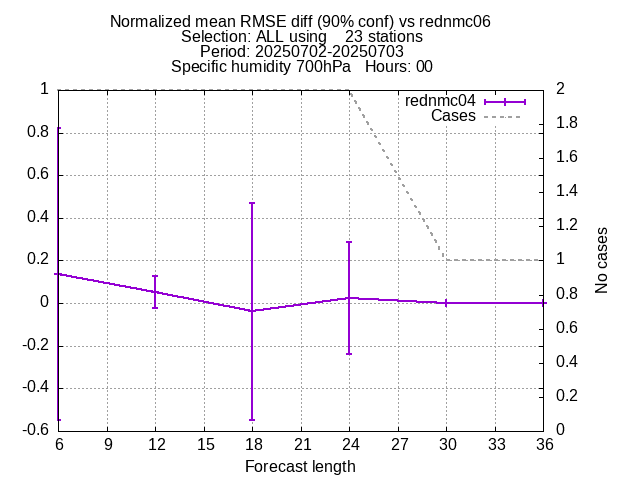 Normalized mean RMSE diff (90% conf) vs rednmc06
Selection: ALL using    23 stations
Period: 20250702-20250703
Specific humidity 700hPa   Hours: 00
rednmc04
Cases
1
0.8
0.6
0.4
0.2
0
-0.2
-0.4
-0.6
2
1.8
1.6
1.4
1.2
1
0.8
0.6
0.4
0.2
0
No cases
6 9 12 15 18 21 24 27 30 33 36
Forecast length